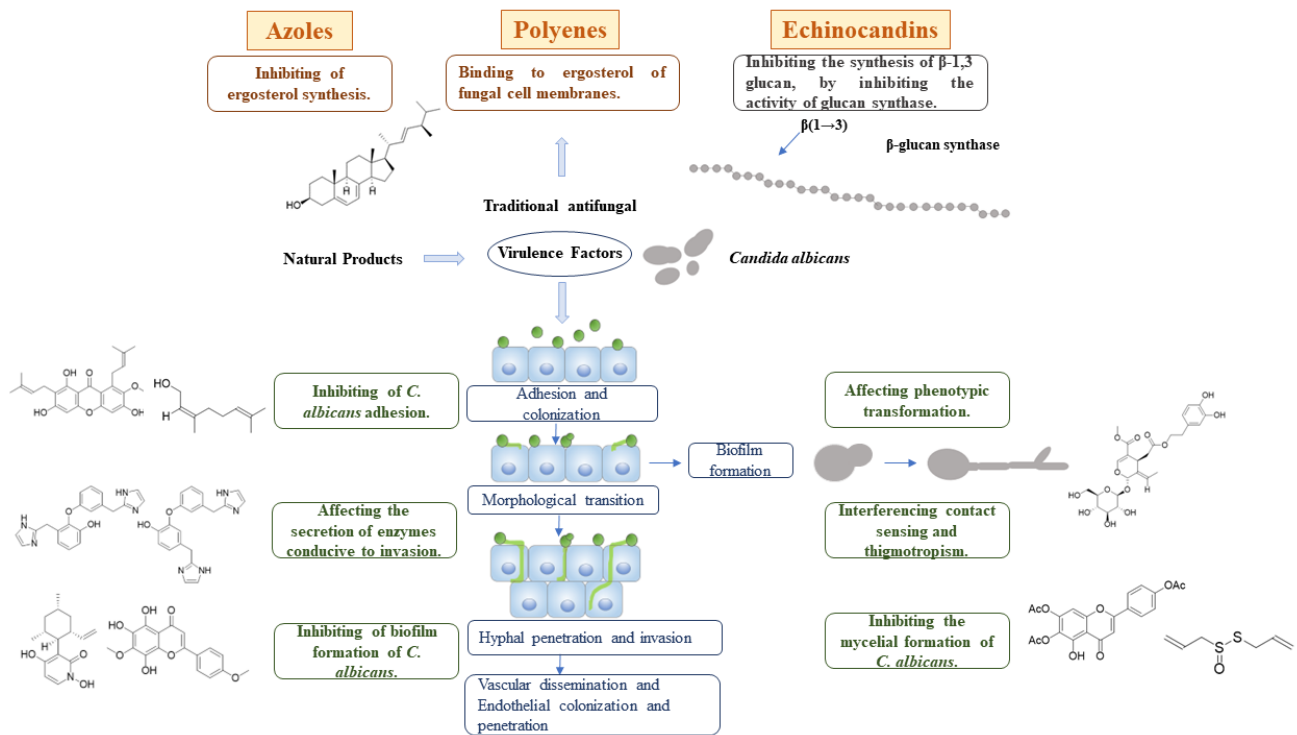 Azoles
Polyenes
Echinocandins
Inhibiting of
ergosterol synthesis.
Binding to ergosterol of
fungal cell membranes.
Inhibiting the synthesis of β-1,3
glucan, by inhibiting the
activity of glucan synthase.
β(1→3)
β-glucan synthase
H
H
H
HO
Traditional antifungal
Natural Products
Virulence Factors
Candida albicans
OH
O
O
HO
O
OH
HO
H
Inhibiting of C.
albicans adhesion.
Adhesion and
colonization
Affecting phenotypic
transformation.
OH
OH
O
O
O
O
O
O
H
HO
O
O
HO
OH
OH
Biofilm
formation
Morphological transition
HN
N
O
OH
HN
N
HN
N
O
HO
N
NH
Affecting the
secretion of enzymes
conducive to invasion.
Interferencing contact
sensing and
thigmotropism.
Hyphal penetration and invasion
H
HO
O
N
OH
OH
O
HO
O
O
OH
O
Inhibiting of biofilm
formation of C.
albicans.
Inhibiting the
mycelial formation of
C. albicans.
OAc
AcO
O
AcO
OH
O
S
S
O
Vascular dissemination and
Endothelial colonization and
penetration